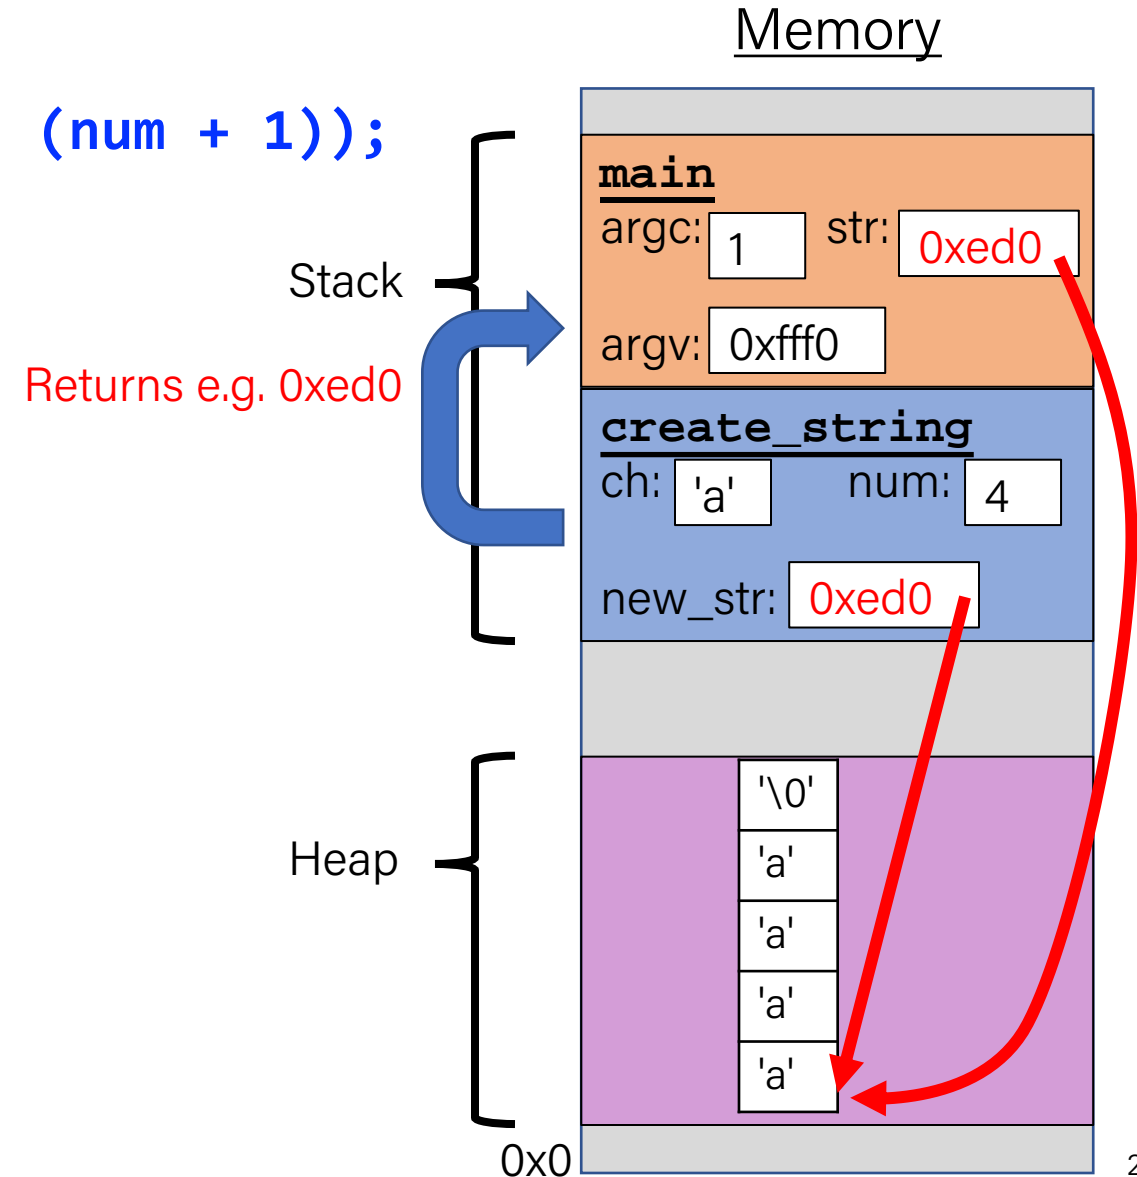 Memory
(num + 1));
main
argc: 1 str: 0xed0
Stack
argv: 0xfff0
Returns e.g. 0xed0
create_string
ch: 'a' num: 4
new_str: 0xed0
'\0'
Heap
'a'
'a'
'a'
'a'
0x0
2